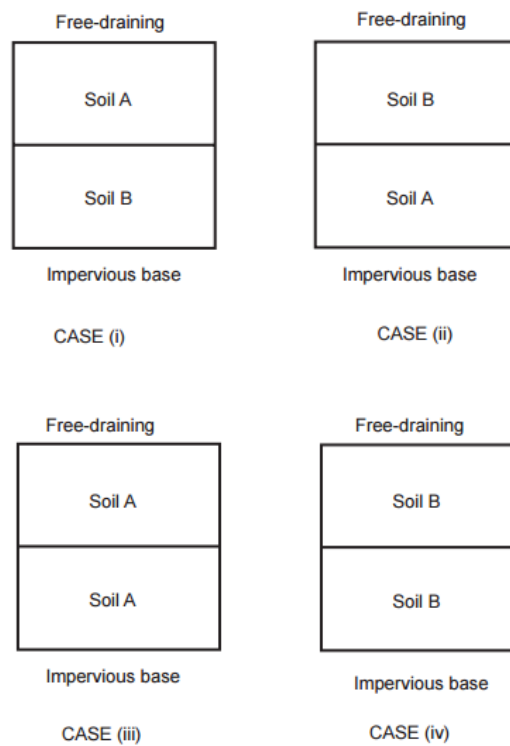 Free-draining
Soil A
Soil B
Impervious base
CASE (i)
Free-draining
Soil B
Soil A
Impervious base
CASE (ii)
Free-draining
Soil A
Soil A
Impervious base
CASE (iii)
Free-draining
Soil B
Soil B
Impervious base
CASE (iv)